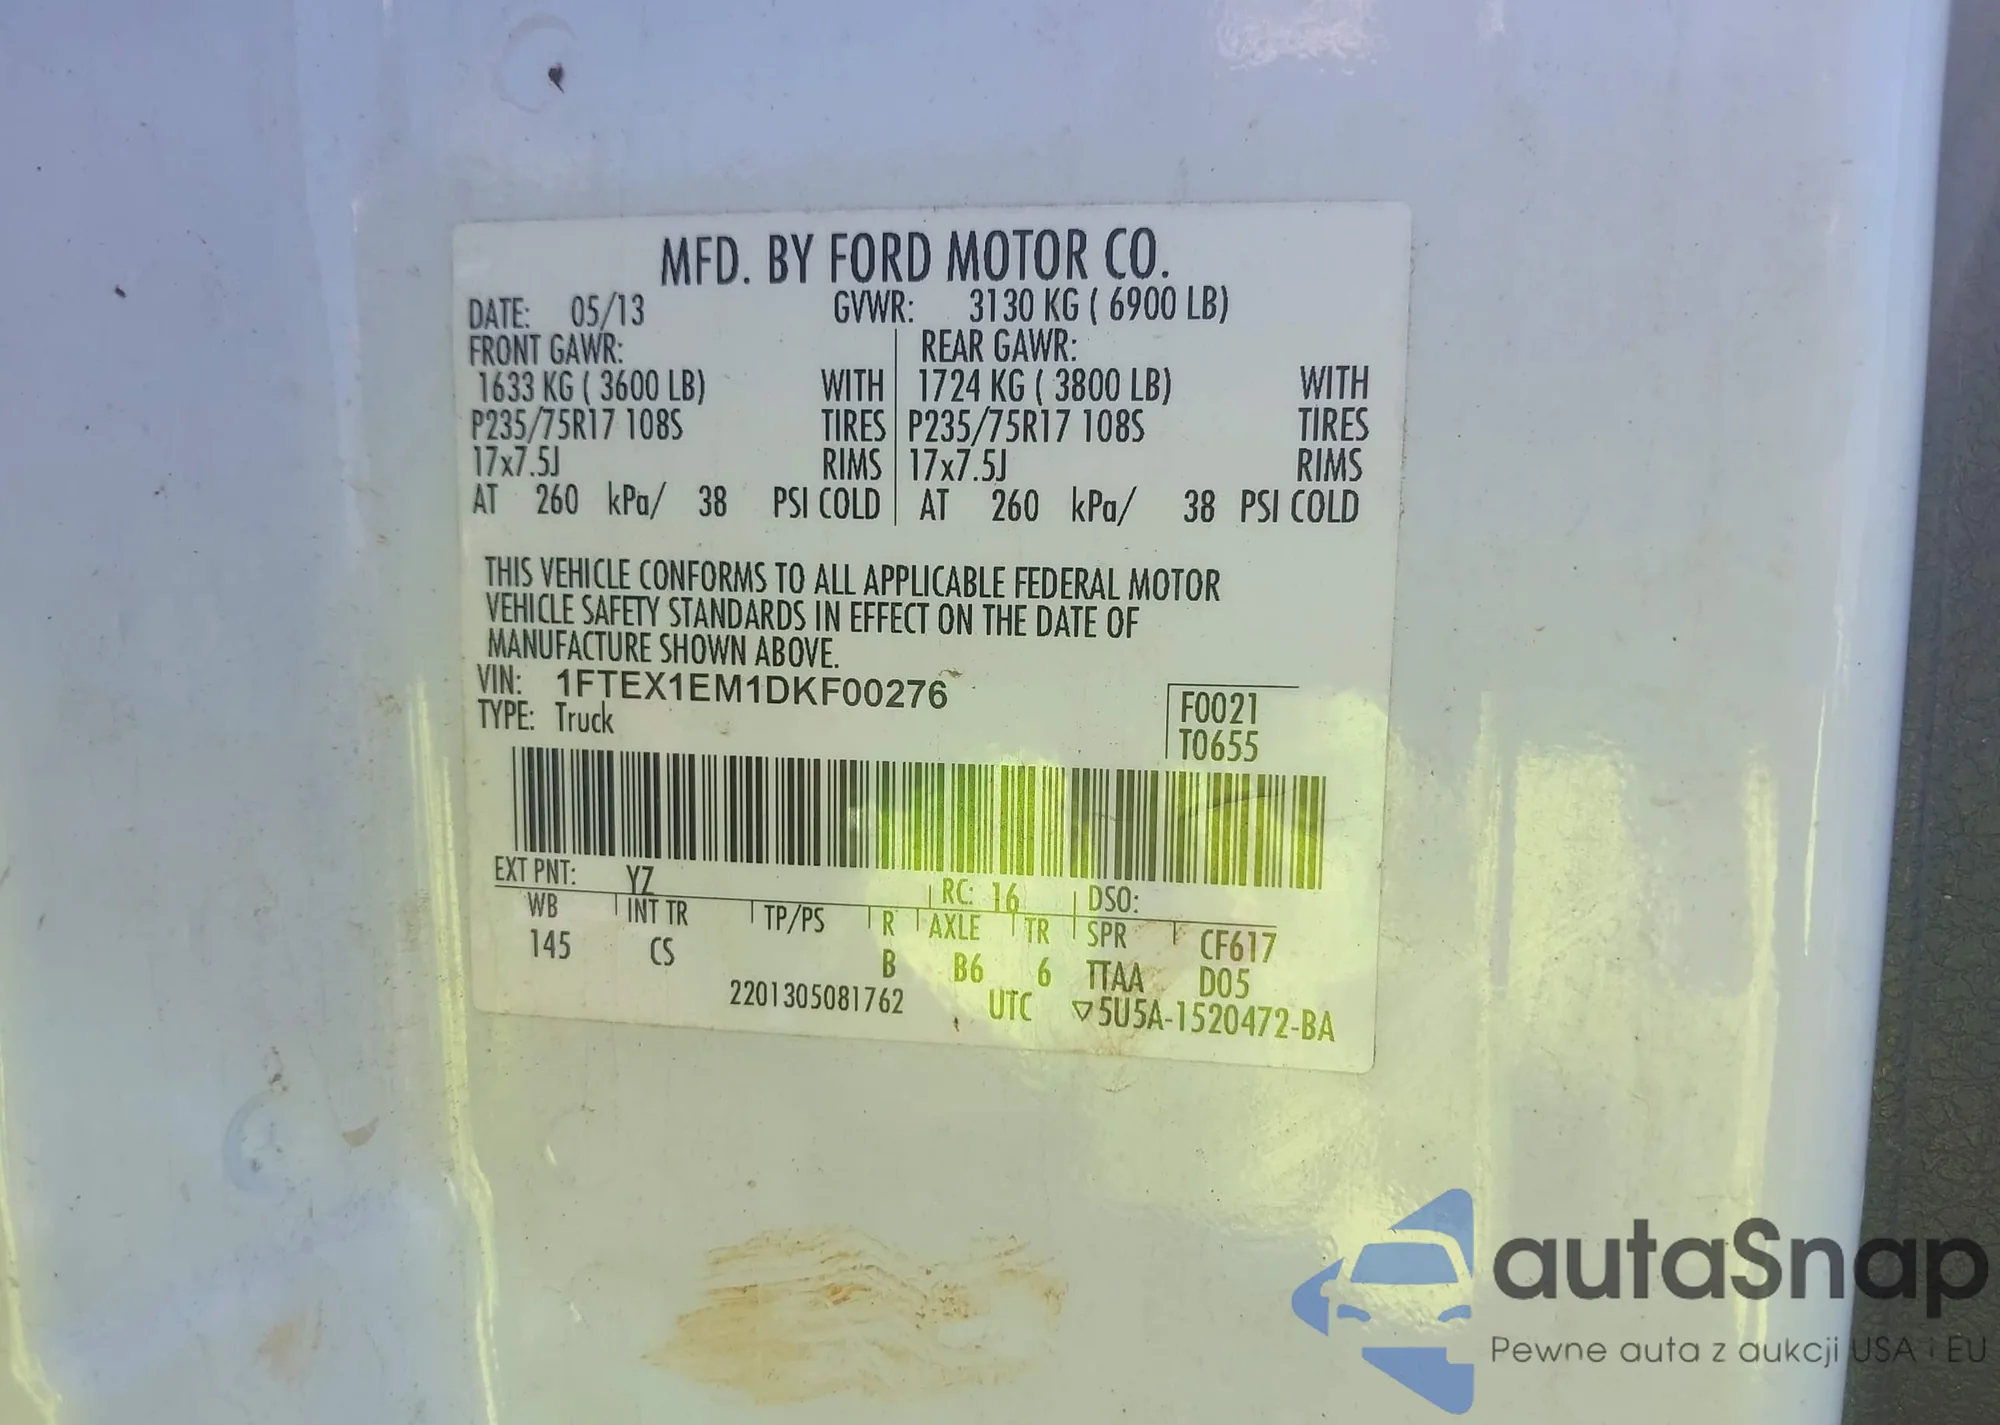 MFD. BY FORD MOTOR CO.
DATE: 05/13 GVWR: 3130 KG ( 6900 LB)
FRONT GAWR: REAR GAWR:
1633 KG ( 3600 LB) WITH 1724 KG ( 3800 LB) WITH
P235/75R17 108S TIRES P235/75R17 108S TIRES
17x7.5J RIMS 17x7.5J RIMS
AT 260 kPa/ 38 PSI COLD AT 260 kPa/ 38 PSI COLD
THIS VEHICLE CONFORMS TO ALL APPLICABLE FEDERAL MOTOR
VEHICLE SAFETY STANDARDS IN EFFECT ON THE DATE OF
MANUFACTURE SHOWN ABOVE.
VIN: 1FTEX1EM1DKF00276
TYPE: Truck
F0021
T0655
EXT PNT: YZ RC: 16 DSO:
WB INT TR TP/PS R AXLE TR SPR CF617
145 CS B B6 6 TTAA D05
2201305081762 UTC ▽5U5A-1520472-BA
autaSnap
Pewne auta z aukcji USA i EU